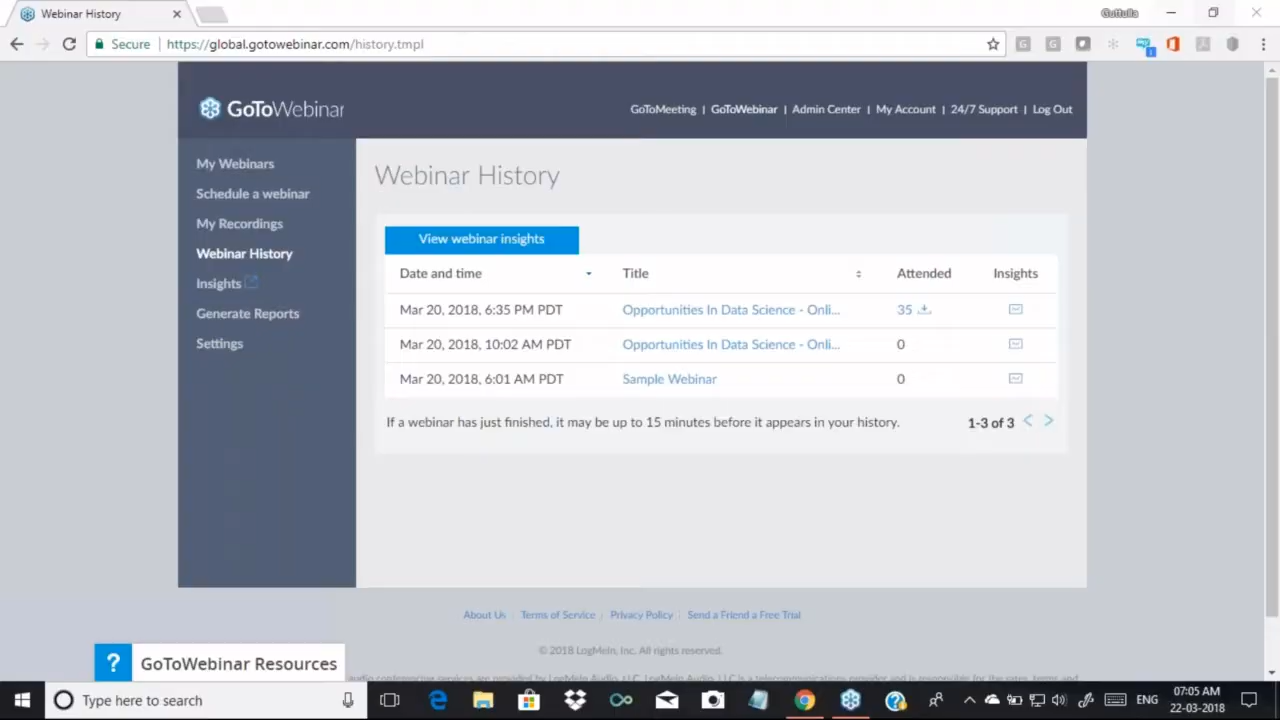 Webinar History
Secure
https://global.gotowebinar.com/history.tmpl
GoToWebinar
GoToMeeting | GoToWebinar | Admin Center | My Account | 24/7 Support | Log Out
My Webinars
Schedule a webinar
My Recordings
Webinar History
Insights
Generate Reports
Settings
Webinar History
View webinar insights
Date and time Title Attended Insights
Mar 20, 2018, 6:35 PM PDT Opportunities In Data Science - Onli... 35
Mar 20, 2018, 10:02 AM PDT Opportunities In Data Science - Onli... 0
Mar 20, 2018, 6:01 AM PDT Sample Webinar 0
If a webinar has just finished, it may be up to 15 minutes before it appears in your history. 1-3 of 3
About Us | Terms of Service | Privacy Policy | Send a Friend a Free Trial
© 2018 LogMeIn, Inc. All rights reserved.
? GoToWebinar Resources
Type here to search
ENG
07:05 AM
22-03-2018